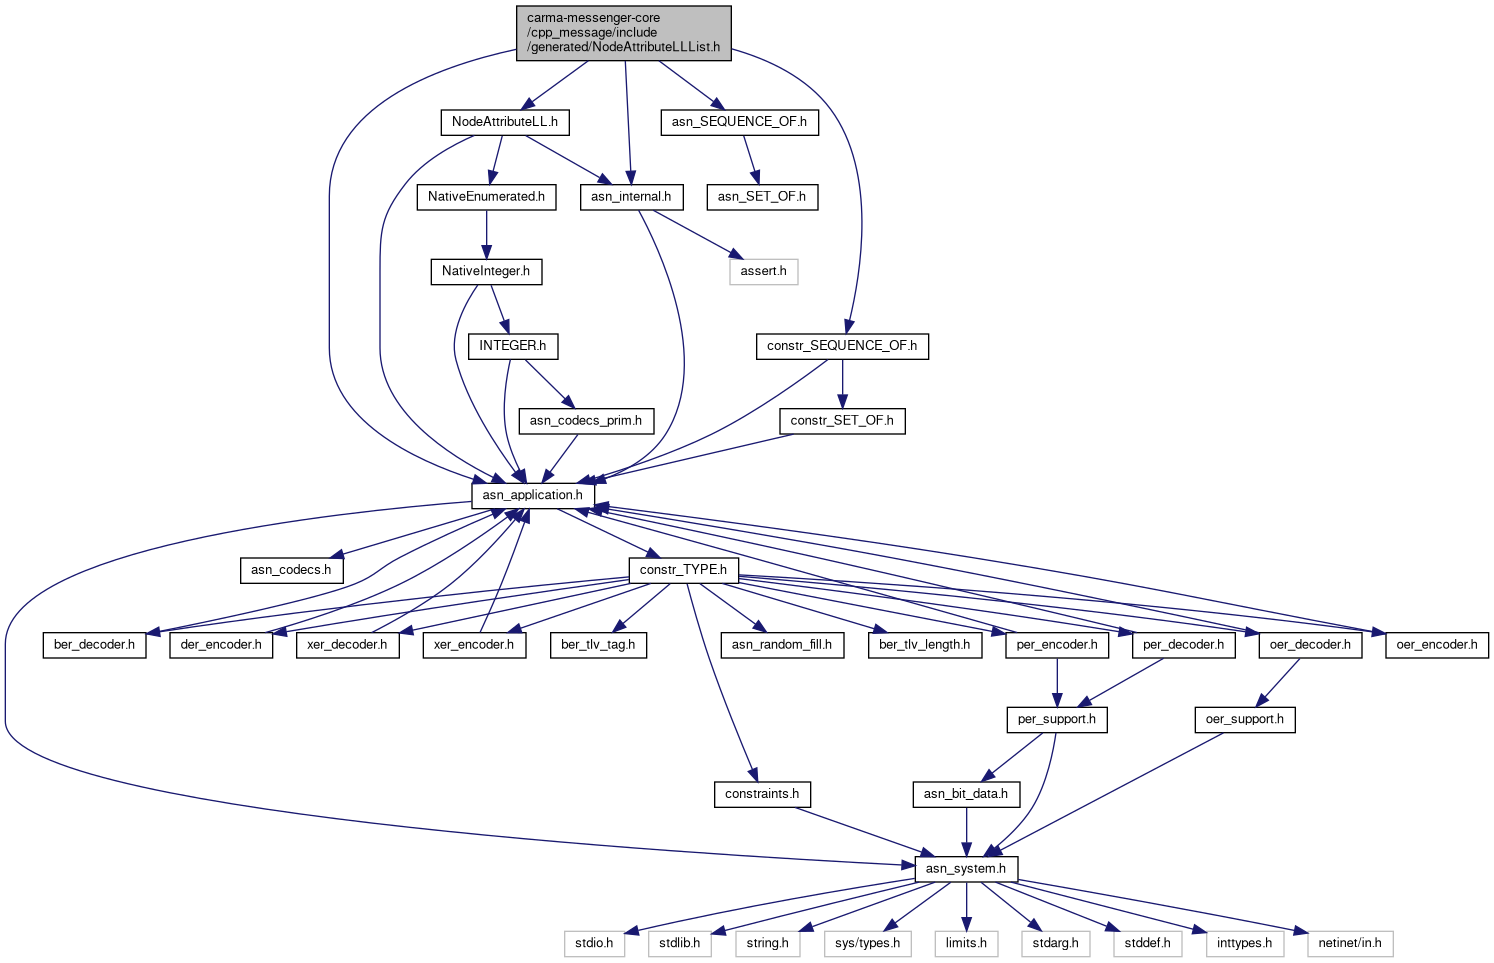 carma-messenger-core
/cpp_message/include
/generated/NodeAttributeLLList.h
NodeAttributeLL.h
asn_SEQUENCE_OF.h
NativeEnumerated.h
asn_internal.h
asn_SET_OF.h
NativeInteger.h
assert.h
INTEGER.h
constr_SEQUENCE_OF.h
asn_codecs_prim.h
constr_SET_OF.h
asn_application.h
asn_codecs.h
constr_TYPE.h
ber_decoder.h
der_encoder.h
xer_decoder.h
xer_encoder.h
ber_tlv_tag.h
asn_random_fill.h
ber_tlv_length.h
per_encoder.h
per_decoder.h
oer_decoder.h
oer_encoder.h
per_support.h
oer_support.h
constraints.h
asn_bit_data.h
asn_system.h
stdio.h
stdlib.h
string.h
sys/types.h
limits.h
stdarg.h
stddef.h
inttypes.h
netinet/in.h